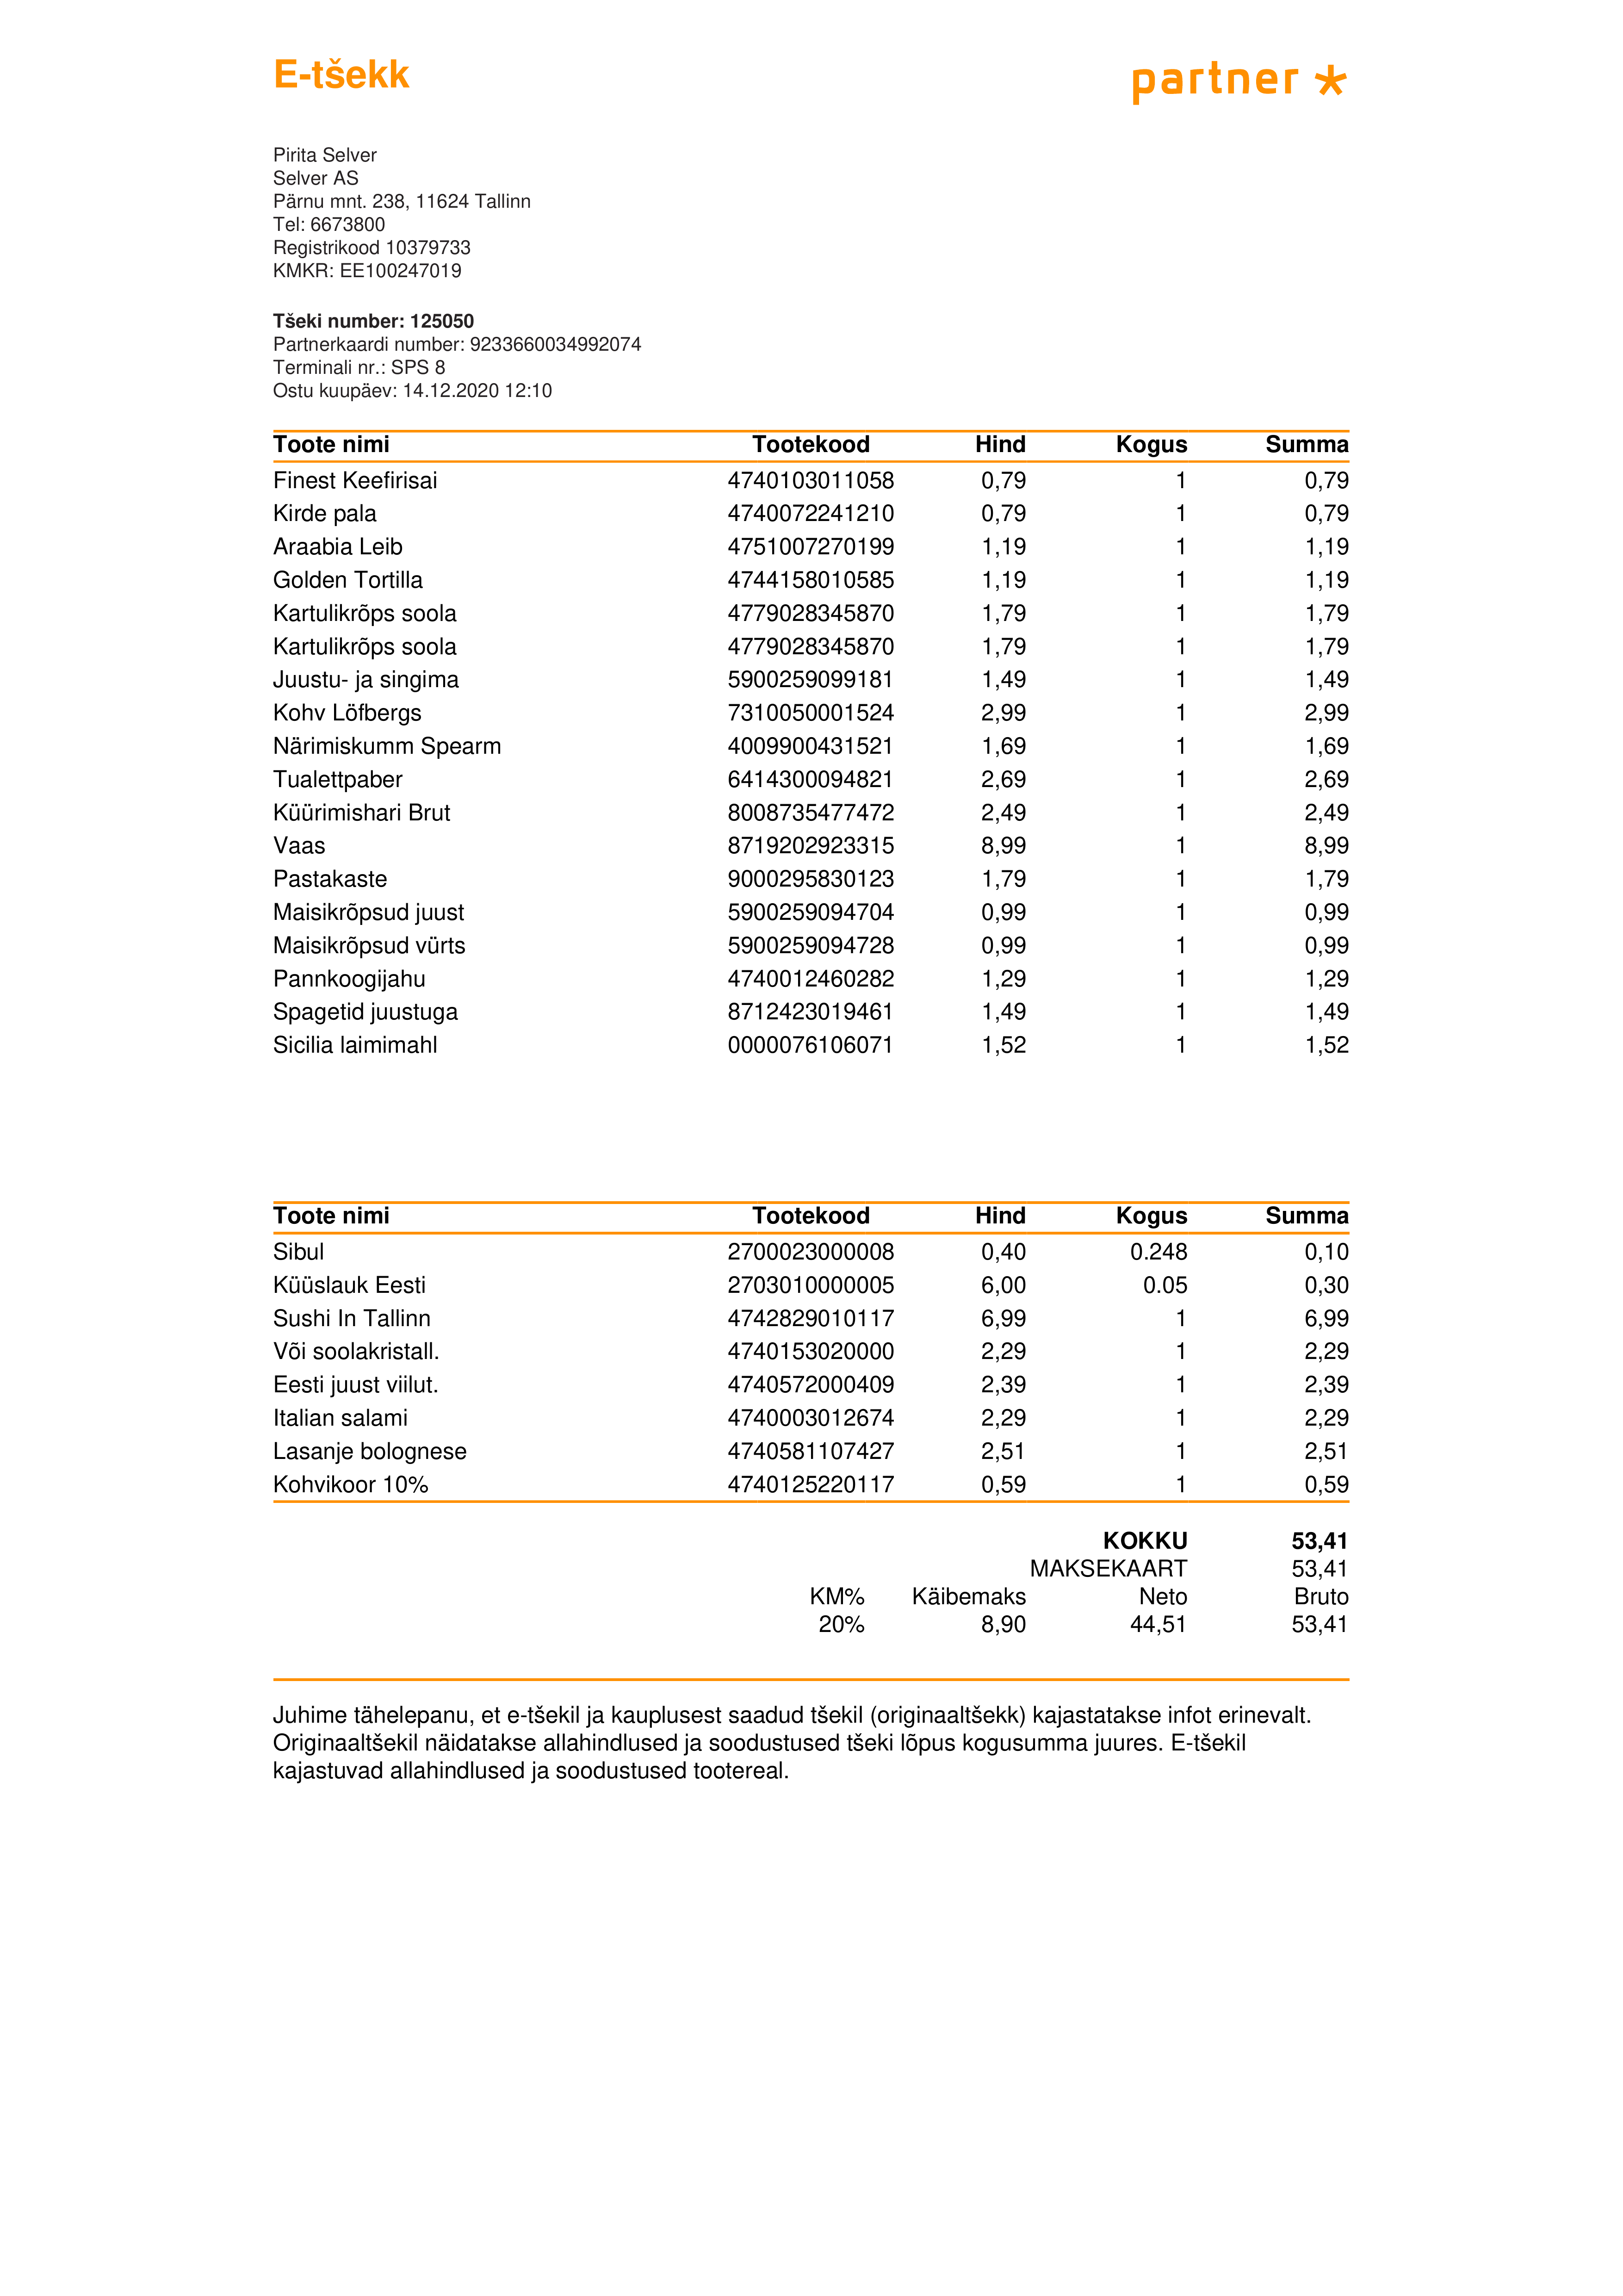 E-tšekk
partner
Pirita Selver
Selver AS
Pärnu mnt. 238, 11624 Tallinn
Tel: 6673800
Registrikood 10379733
KMKR: EE100247019
Tšeki number: 125050
Partnerkaardi number: 9233660034992074
Terminali nr.: SPS 8
Ostu kuupäev: 14.12.2020 12:10
Toote nimi Tootekood Hind Kogus Summa
Finest Keefirisai 4740103011058 0,79 1 0,79
Kirde pala 4740072241210 0,79 1 0,79
Araabia Leib 4751007270199 1,19 1 1,19
Golden Tortilla 4744158010585 1,19 1 1,19
Kartulikrõps soola 4779028345870 1,79 1 1,79
Kartulikrõps soola 4779028345870 1,79 1 1,79
Juustu- ja singima 5900259099181 1,49 1 1,49
Kohv Löfbergs 7310050001524 2,99 1 2,99
Närimiskumm Spearm 4009900431521 1,69 1 1,69
Tualettpaber 6414300094821 2,69 1 2,69
Küürimishari Brut 8008735477472 2,49 1 2,49
Vaas 8719202923315 8,99 1 8,99
Pastakaste 9000295830123 1,79 1 1,79
Maisikrõpsud juust 5900259094704 0,99 1 0,99
Maisikrõpsud vürts 5900259094728 0,99 1 0,99
Pannkoogijahu 4740012460282 1,29 1 1,29
Spagetid juustuga 8712423019461 1,49 1 1,49
Sicilia laimimahl 0000076106071 1,52 1 1,52
Toote nimi Tootekood Hind Kogus Summa
Sibul 2700023000008 0,40 0.248 0,10
Küüslauk Eesti 2703010000005 6,00 0.05 0,30
Sushi In Tallinn 4742829010117 6,99 1 6,99
Või soolakristall. 4740153020000 2,29 1 2,29
Eesti juust viilut. 4740572000409 2,39 1 2,39
Italian salami 4740003012674 2,29 1 2,29
Lasanje bolognese 4740581107427 2,51 1 2,51
Kohvikoor 10% 4740125220117 0,59 1 0,59
KOKKU 53,41
MAKSEKAART 53,41
KM% Käibemaks Neto Bruto
20% 8,90 44,51 53,41
Juhime tähelepanu, et e-tšekil ja kauplusest saadud tšekil (originaaltšekk) kajastatakse infot erinevalt.
Originaaltšekil näidatakse allahindlused ja soodustused tšeki lõpus kogusumma juures. E-tšekil
kajastuvad allahindlused ja soodustused tootereal.